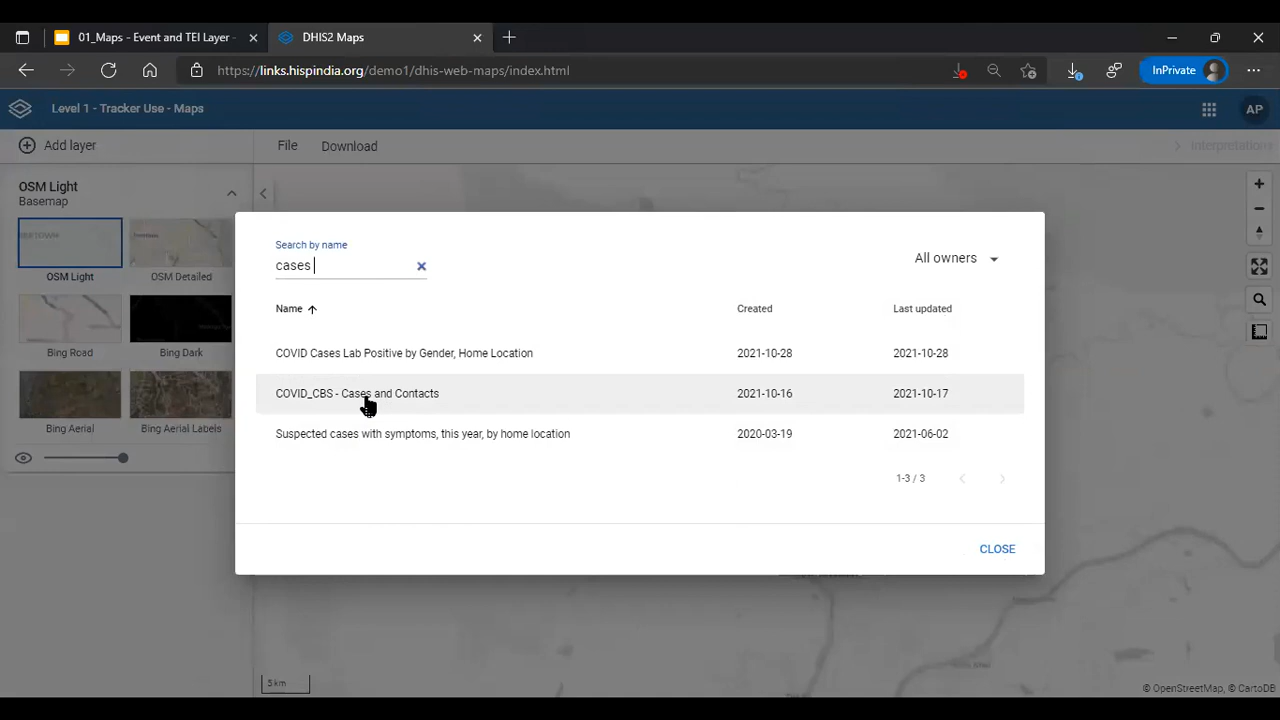 01_Maps - Event and TEI Layer
DHIS2 Maps
https://links.hispindia.org/demo1/dhis-web-maps/index.html
InPrivate
Level 1 - Tracker Use - Maps
AP
Add layer
File
Download
Interpretations
OSM Light
Basemap
OSM Light
OSM Detailed
Bing Road
Bing Dark
Bing Aerial
Bing Aerial Labels
Search by name
cases
All owners
Name
Created
Last updated
COVID Cases Lab Positive by Gender, Home Location
2021-10-28
2021-10-28
COVID_CBS - Cases and Contacts
2021-10-16
2021-10-17
Suspected cases with symptoms, this year, by home location
2020-03-19
2021-06-02
1-3 / 3
CLOSE
5 km
© OpenStreetMap, © CartoDB